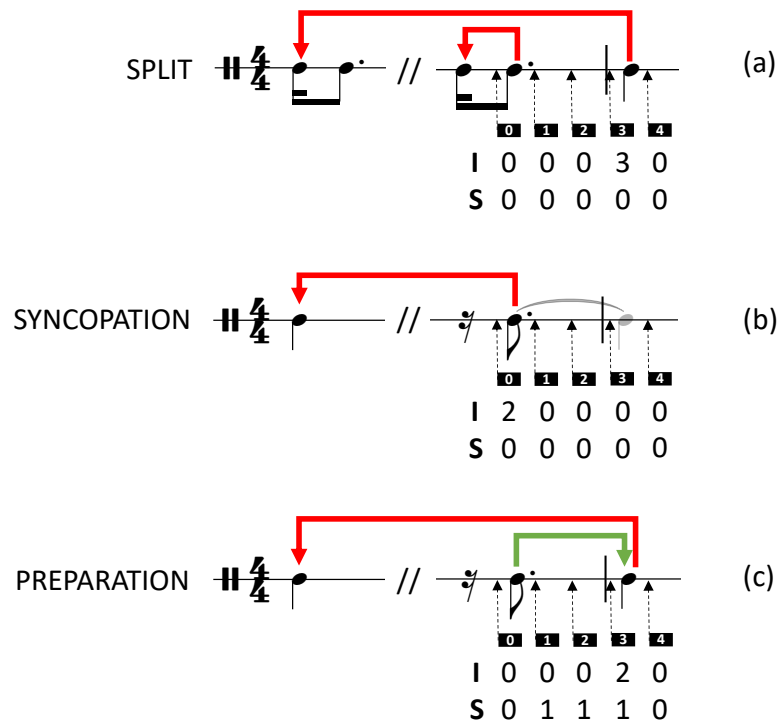 SPLIT 4/4 // (a)
0 1 2 3 4
I 0 0 0 3 0
S 0 0 0 0 0
SYNCOPATION 4/4 // (b)
0 1 2 3 4
I 2 0 0 0 0
S 0 0 0 0 0
PREPARATION 4/4 // (c)
0 1 2 3 4
I 0 0 0 2 0
S 0 1 1 1 0